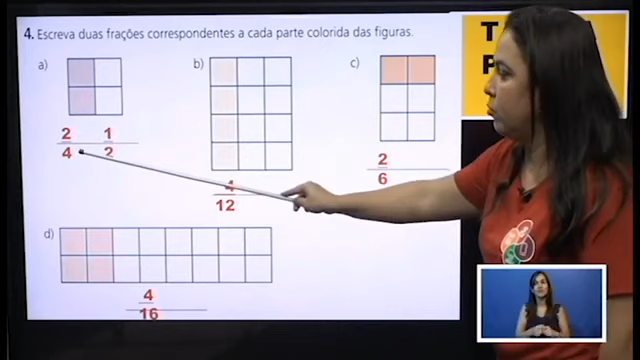 4. Escreva duas frações correspondentes a cada parte colorida das figuras.
a)
b)
c)
2/4 1/2
4/12
2/6
d)
4/16
T
P